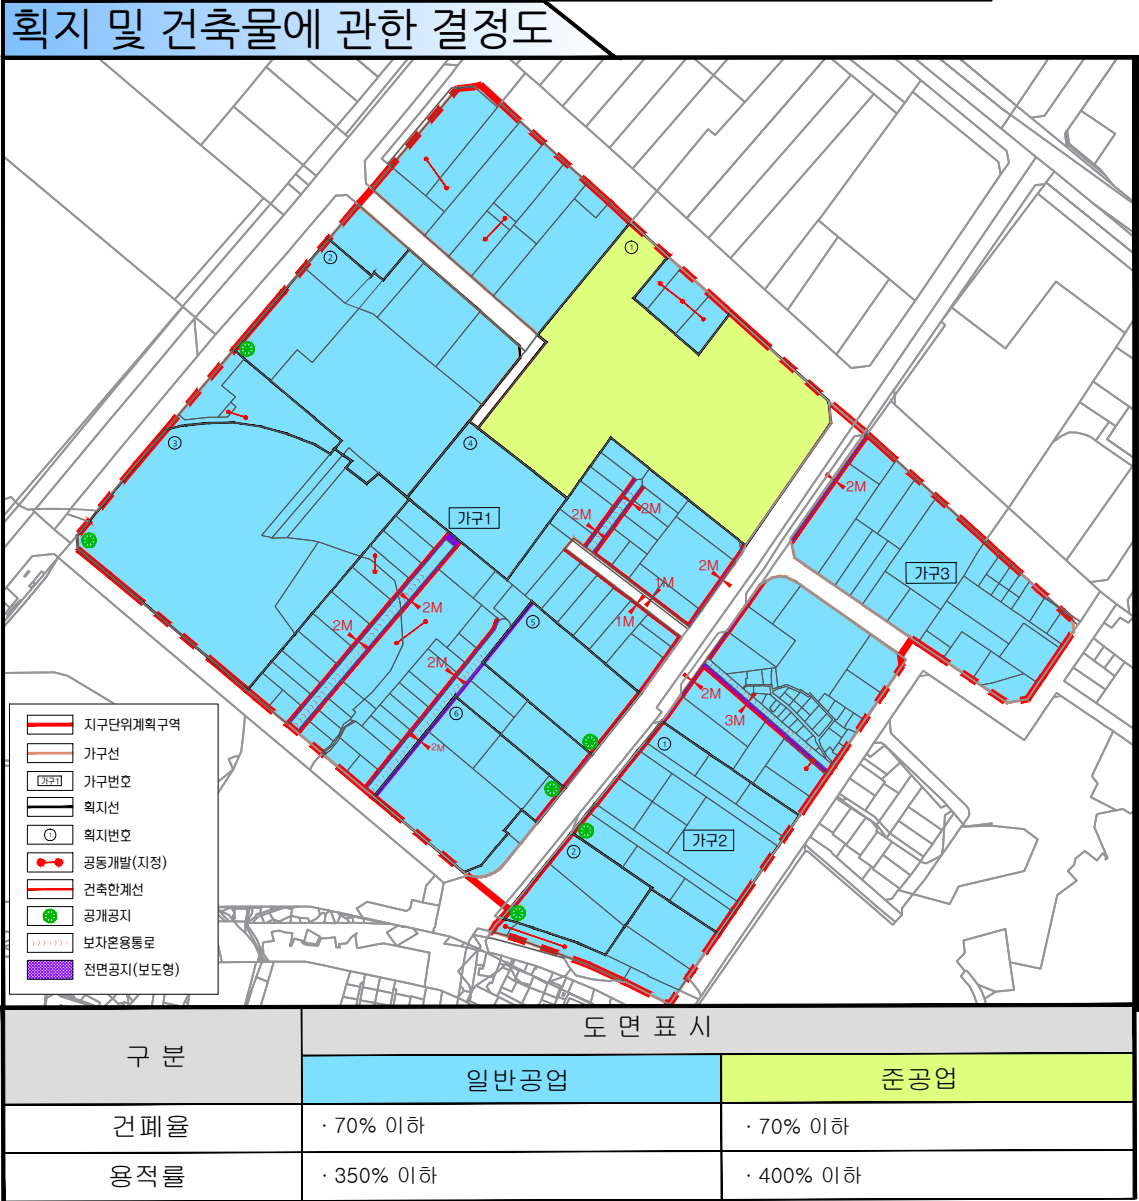 획지 및 건축물에 관한 결정도
①
②
2M
③
④
가구1
2M
2M
가구3
2M
1M
2M
1M
2M
⑤
2M
2M
2M
3M
⑥
2M
①
가구2
②
지구단위계획구역
가구선
가구1 가구번호
획지선
① 획지번호
공동개발(지정)
건축한계선
공개공지
보차혼용통로
전면공지(보도형)
구 분
도 면 표 시
일반공업
준공업
건폐율
· 70% 이하
· 70% 이하
용적률
· 350% 이하
· 400% 이하